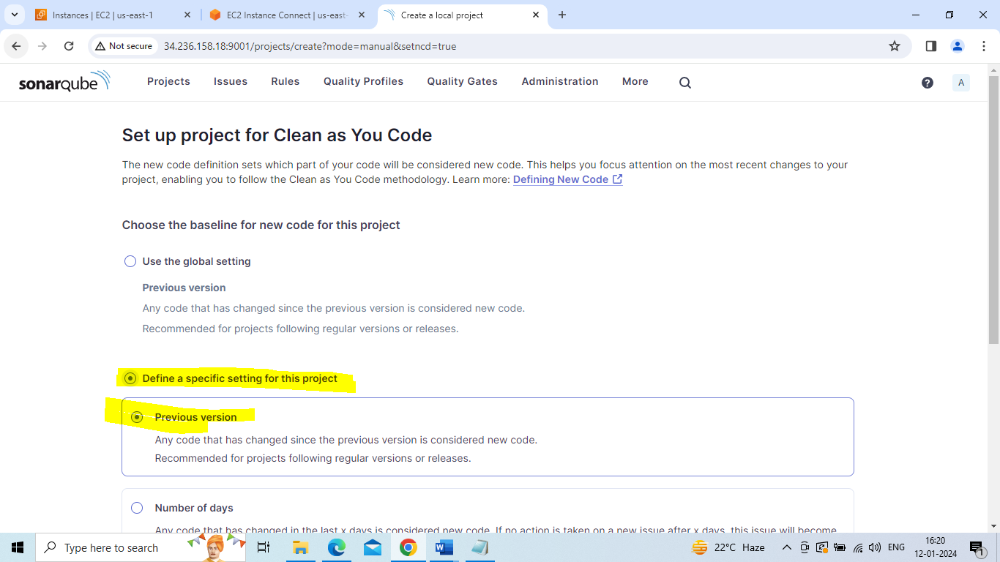 Instances | EC2 | us-east-1
EC2 Instance Connect | us-east-
Create a local project
Not secure
34.236.158.18:9001/projects/create?mode=manual&setncd=true
sonarqube
Projects
Issues
Rules
Quality Profiles
Quality Gates
Administration
More
?
A
Set up project for Clean as You Code
The new code definition sets which part of your code will be considered new code. This helps you focus attention on the most recent changes to your
project, enabling you to follow the Clean as You Code methodology. Learn more: Defining New Code
Choose the baseline for new code for this project
Use the global setting
Previous version
Any code that has changed since the previous version is considered new code.
Recommended for projects following regular versions or releases.
Define a specific setting for this project
Previous version
Any code that has changed since the previous version is considered new code.
Recommended for projects following regular versions or releases.
Number of days
Any code that has changed in the last x days is considered new code. If no action is taken on a new issue after x days, this issue will become
Type here to search
W
22°C Haze
ENG
16:20
12-01-2024
1